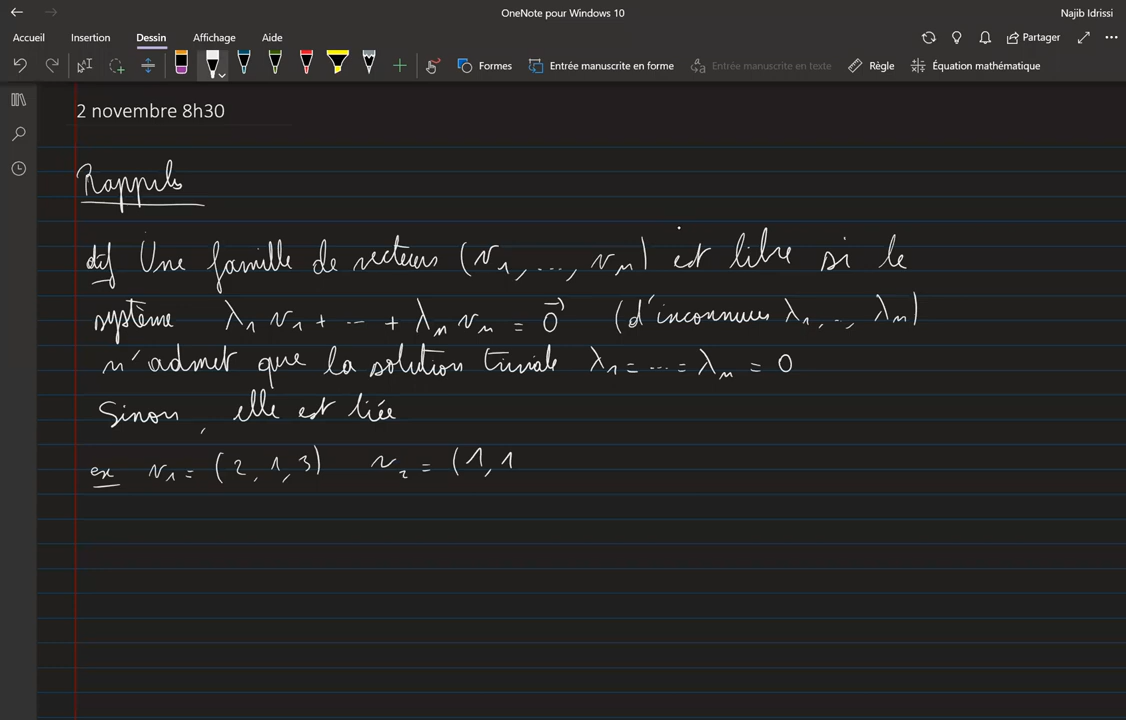 OneNote pour Windows 10
Najib Idrissi
Accueil Insertion Dessin Affichage Aide
Partager
Formes Entrée manuscrite en forme Entrée manuscrite en texte Règle Équation mathématique
2 novembre 8h30
Rappels
def Une famille de vecteurs (v₁, ..., vₙ) est libre si le
système λ₁ v₁ + ... + λₙ vₙ = 0⃗ (d'inconnues λ₁, .., λₙ)
n'admet que la solution triviale λ₁ = ... = λₙ = 0
Sinon, elle est liée
ex v₁ = (2, 1, 3) v₂ = (1, 1